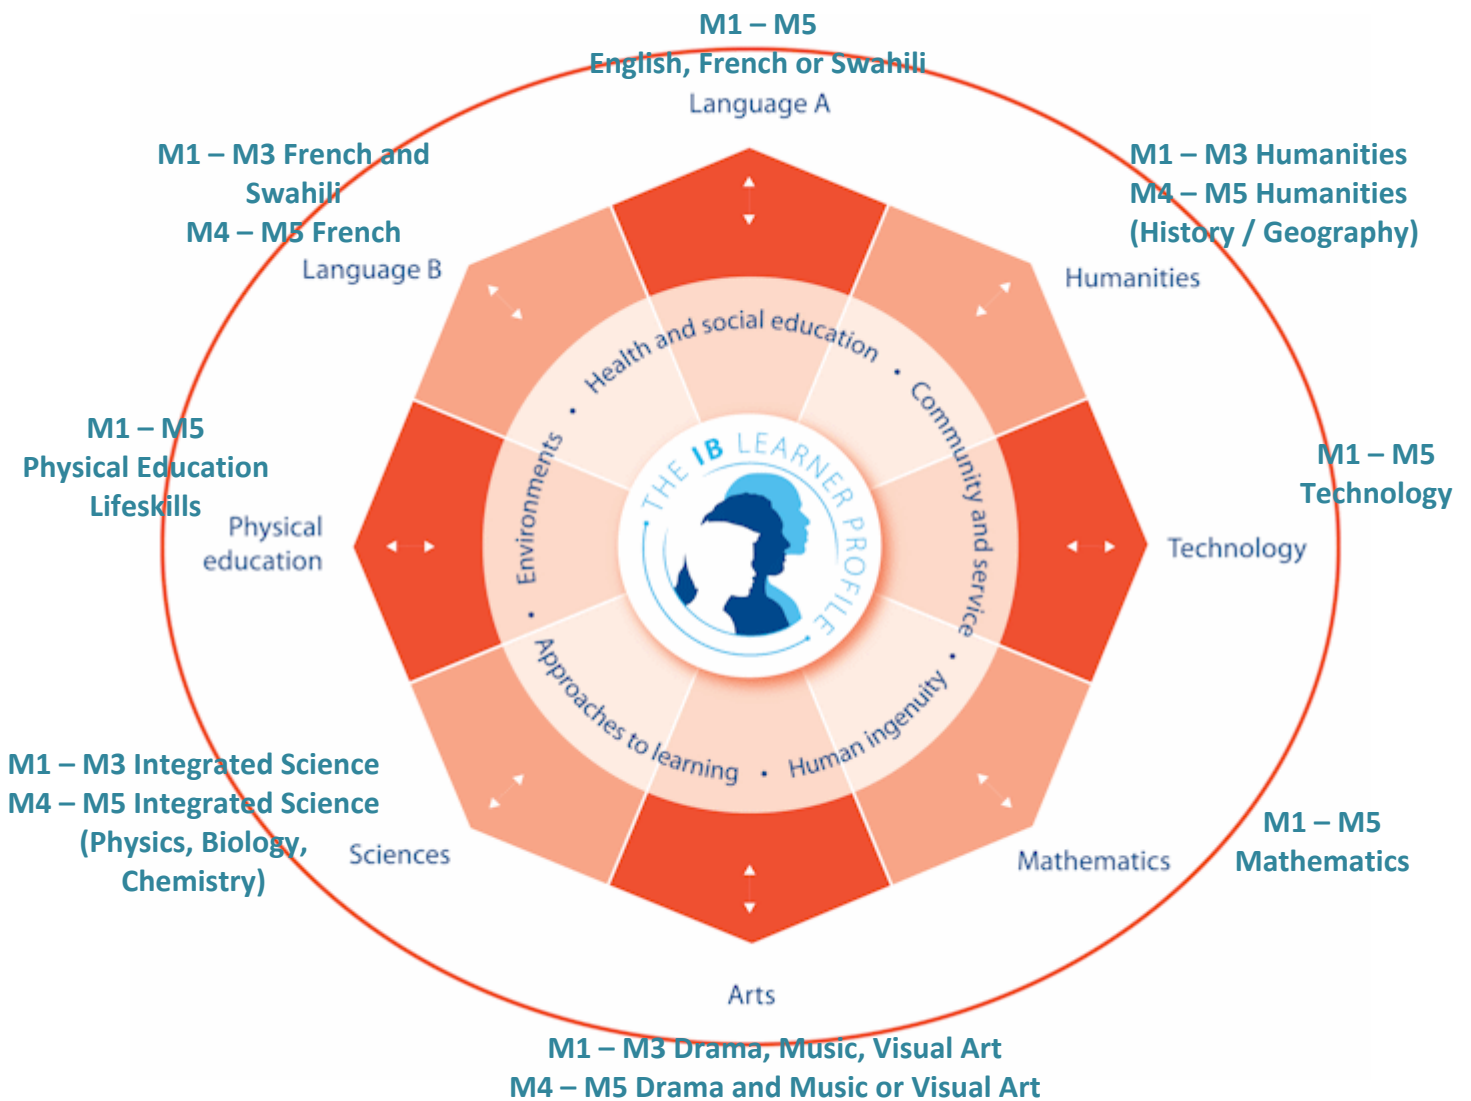 M1 – M5
English, French or Swahili
Language A
M1 – M3 French and
Swahili
M4 – M5 French
Language B
M1 – M3 Humanities
M4 – M5 Humanities
(History / Geography)
Humanities
M1 – M5
Physical Education
Lifeskills
Physical
education
M1 – M5
Technology
Technology
Health and social education
•
Community and service
•
Human ingenuity
•
Approaches to learning
•
Environments
•
THE IB LEARNER PROFILE
M1 – M3 Integrated Science
M4 – M5 Integrated Science
(Physics, Biology,
Chemistry)
Sciences
M1 – M5
Mathematics
Mathematics
Arts
M1 – M3 Drama, Music, Visual Art
M4 – M5 Drama and Music or Visual Art